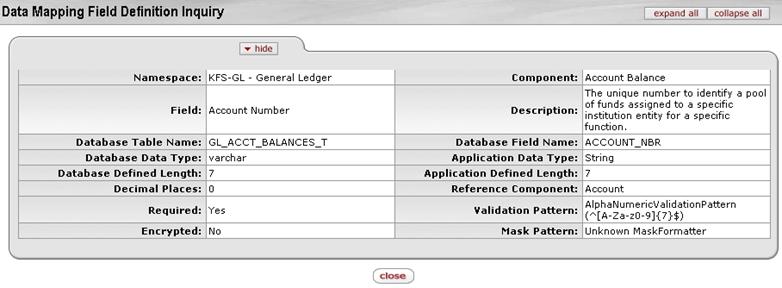 Data Mapping Field Definition Inquiry
expand all collapse all
hide
Namespace: KFS-GL - General Ledger Component: Account Balance
Field: Account Number Description: The unique number to identify a pool
of funds assigned to a specific
institution entity for a specific
function.
Database Table Name: GL_ACCT_BALANCES_T Database Field Name: ACCOUNT_NBR
Database Data Type: varchar Application Data Type: String
Database Defined Length: 7 Application Defined Length: 7
Decimal Places: 0 Reference Component: Account
Required: Yes Validation Pattern: AlphaNumericValidationPattern
(^[A-Za-z0-9]{7}$)
Encrypted: No Mask Pattern: Unknown MaskFormatter
close